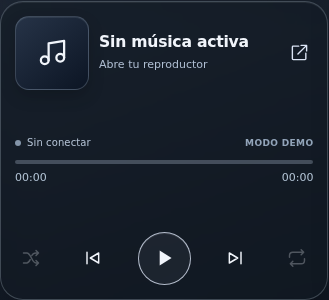 Sin música activa
Abre tu reproductor
Sin conectar
MODO DEMO
00:00
00:00